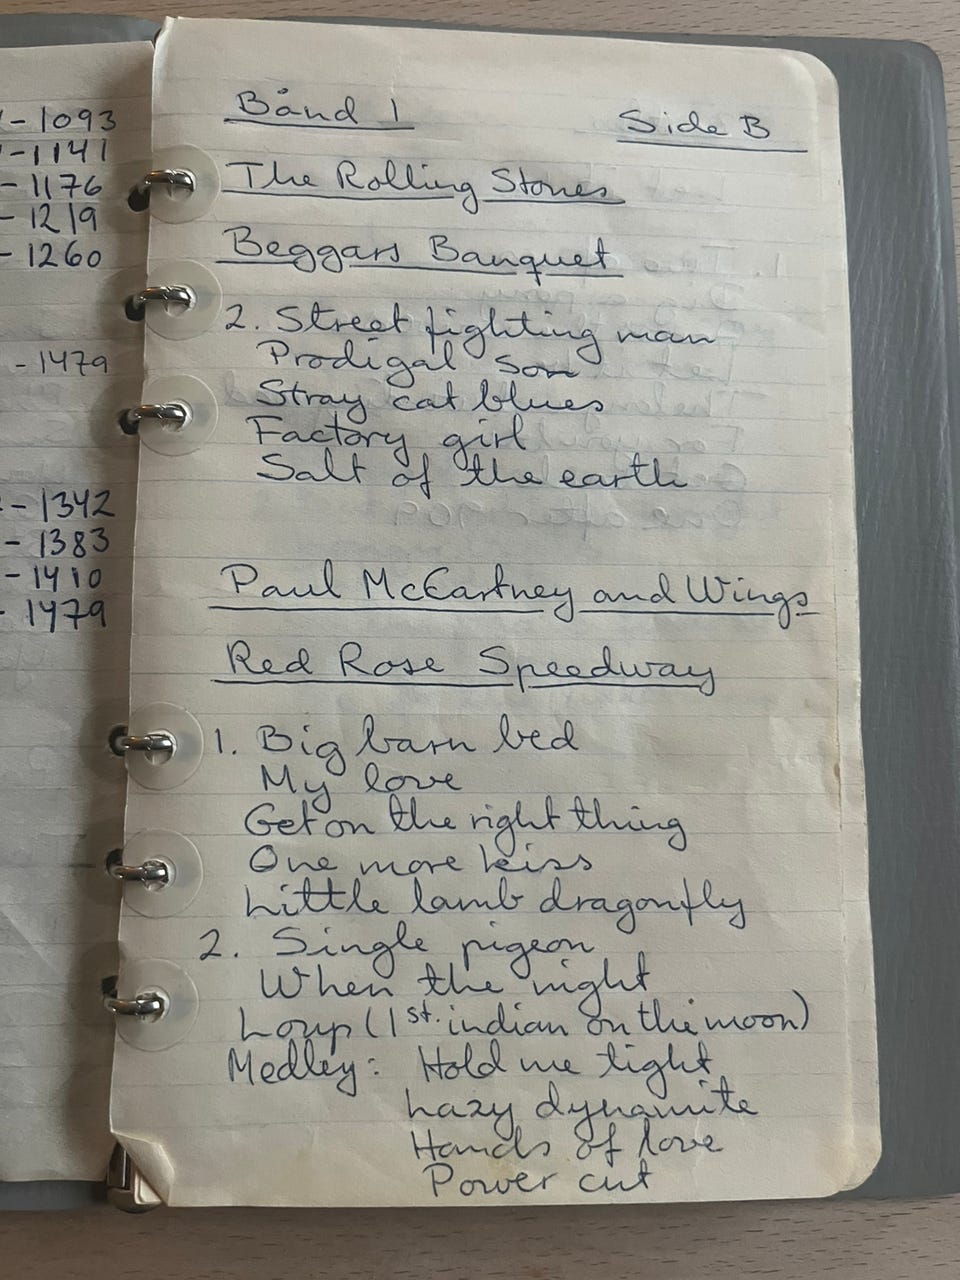 - 1093
- 1141
- 1176
- 1219
- 1260
- 1479
- 1342
- 1383
- 1410
- 1479
Bånd 1 Side B
The Rolling Stones
Beggars Banquet
2. Street fighting man
Prodigal Son
Stray cat blues
Factory girl
Salt of the earth
Paul McCartney and Wings
Red Rose Speedway
1. Big barn bed
My love
Get on the right thing
One more kiss
Little lamb dragonfly
2. Single pigeon
When the night
Loup (1st. indian on the moon)
Medley: Hold me tight
Lazy dynamite
Hands of love
Power cut